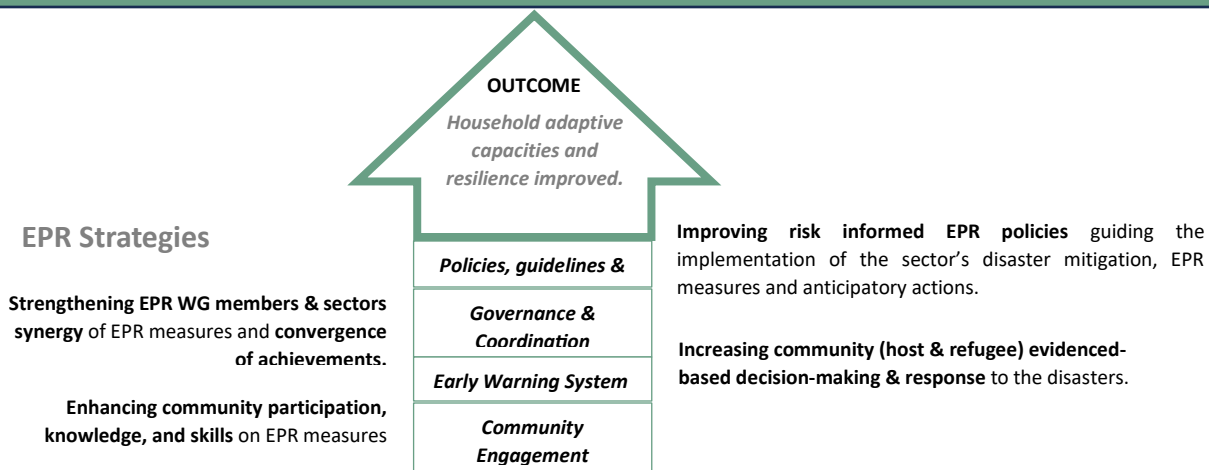 OUTCOME
Household adaptive
capacities and
resilience improved.
EPR Strategies
Strengthening EPR WG members & sectors
synergy of EPR measures and convergence
of achievements.
Enhancing community participation,
knowledge, and skills on EPR measures
Policies, guidelines &
Governance &
Coordination
Early Warning System
Community
Engagement
Improving risk informed EPR policies guiding the
implementation of the sector's disaster mitigation, EPR
measures and anticipatory actions.
Increasing community (host & refugee) evidenced-
based decision-making & response to the disasters.